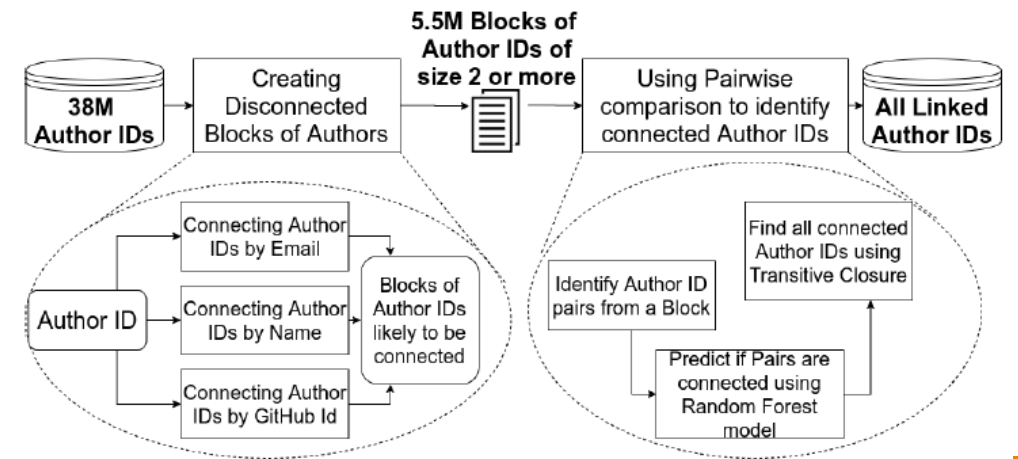 38M
Author IDs
Creating
Disconnected
Blocks of Authors
5.5M Blocks of
Author IDs of
size 2 or more
Using Pairwise
comparison to identify
connected Author IDs
All Linked
Author IDs
Author ID
Connecting Author
IDs by Email
Connecting Author
IDs by Name
Connecting Author
IDs by GitHub Id
Blocks of
Author IDs
likely to be
connected
Identify Author ID
pairs from a Block
Predict if Pairs are
connected using
Random Forest
model
Find all connected
Author IDs using
Transitive Closure